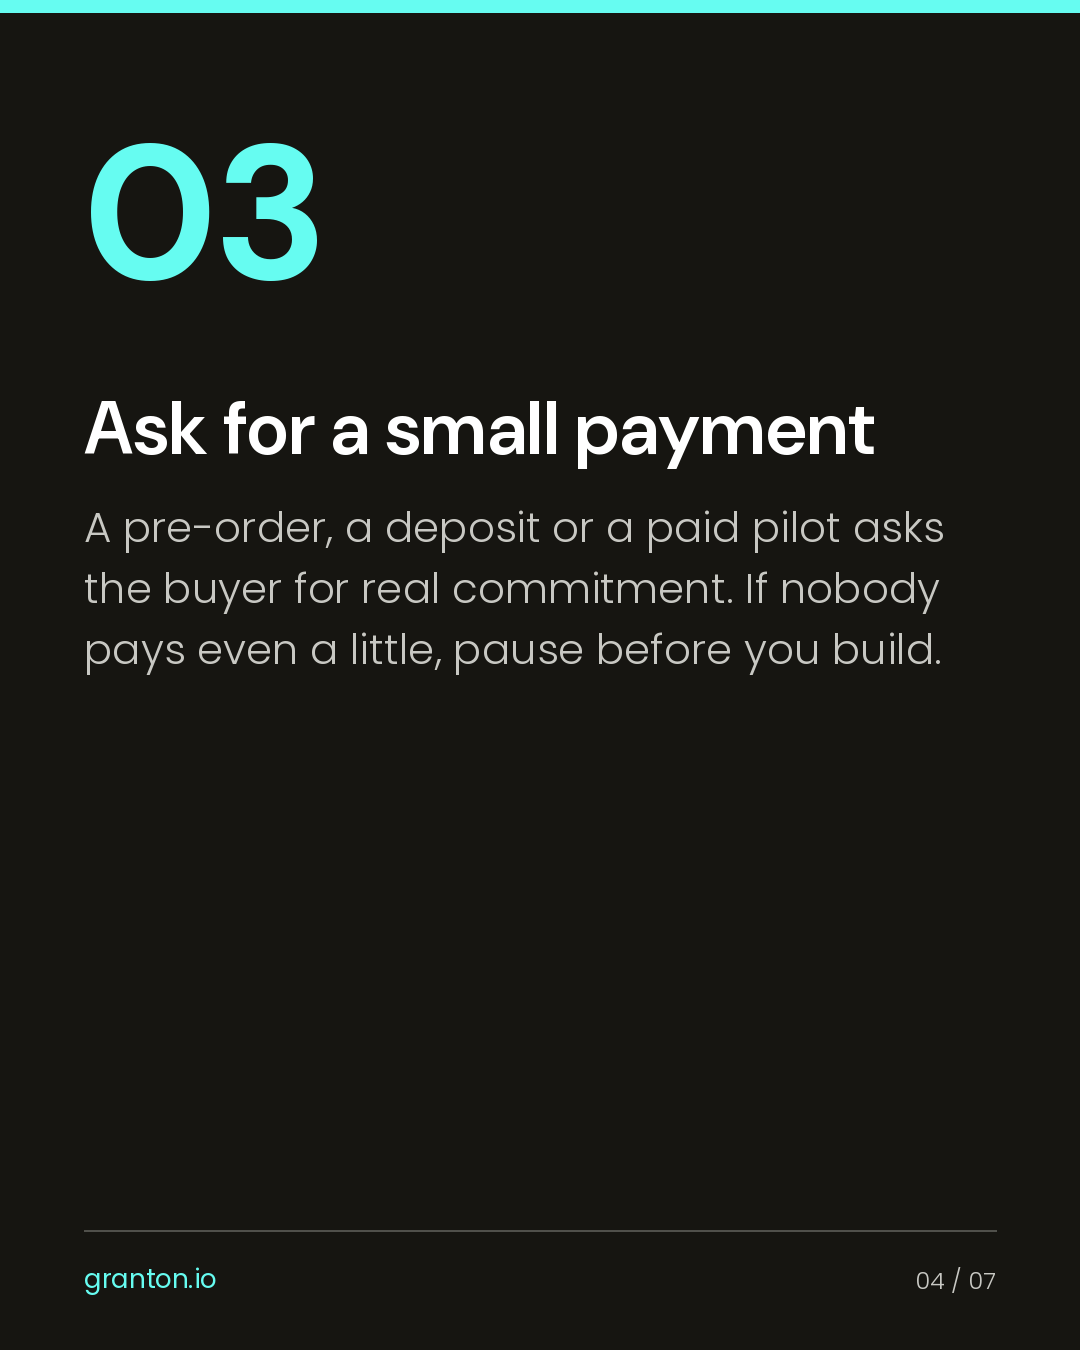 03
Ask for a small payment
A pre-order, a deposit or a paid pilot asks
the buyer for real commitment. If nobody
pays even a little, pause before you build.
granton.io
04 / 07